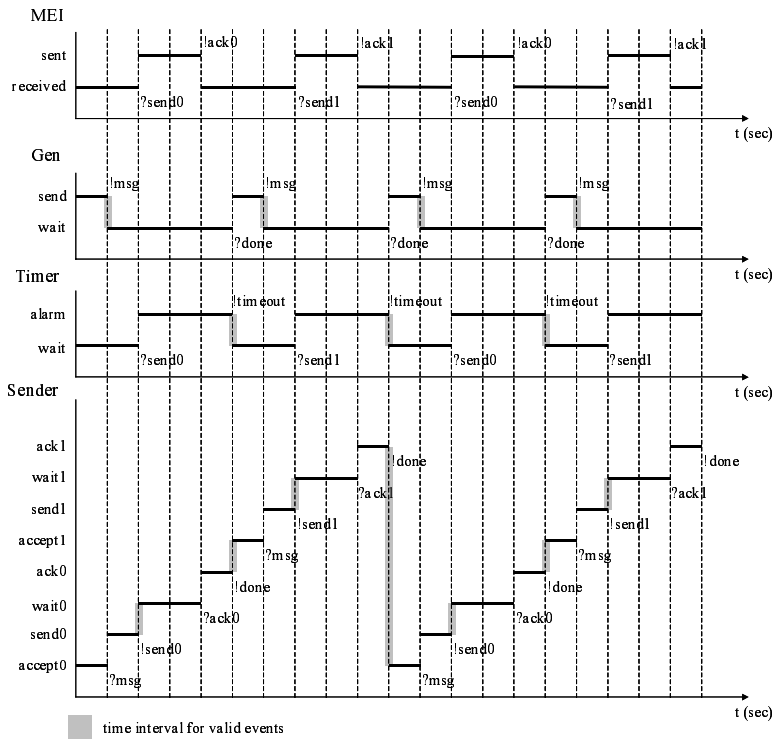 MEI
!ack0
!ack1
!ack0
!ack1
sent
received
?send0
?send1
?send0
?send1
t (sec)
Gen
!msg
!msg
!msg
!msg
send
wait
?done
?done
?done
t (sec)
Timer
!timeout
!timeout
!timeout
alarm
wait
?send0
?send1
?send0
?send1
Sender
t (sec)
ack1
!done
!done
wait1
?ack1
?ack1
send1
!send1
!send1
accept1
?msg
?msg
ack0
!done
!done
wait0
?ack0
?ack0
send0
!send0
!send0
accept0
?msg
?msg
t (sec)
time interval for valid events